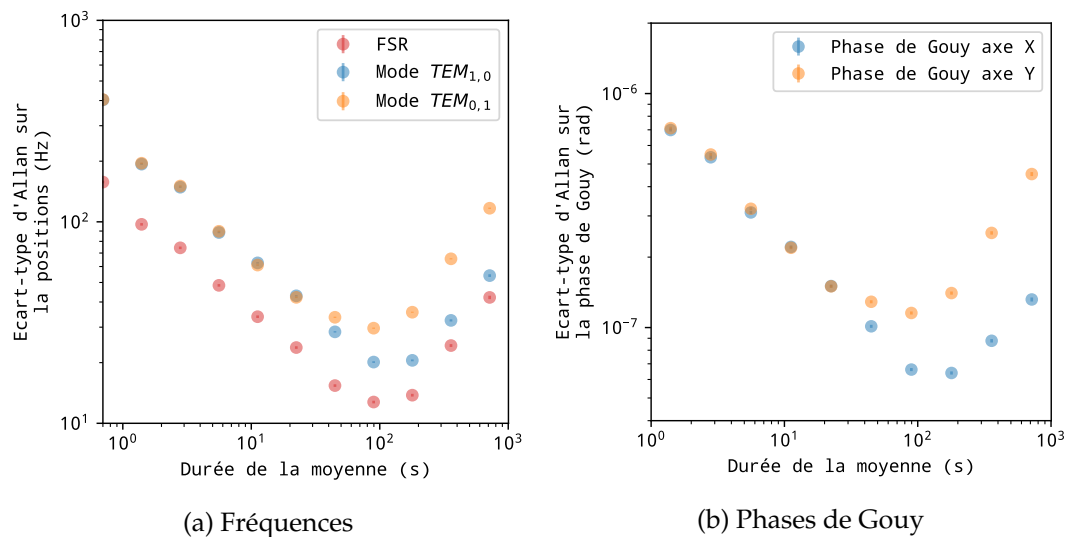 Ecart-type d'Allan sur
la positions (Hz)
10³
10²
10¹
FSR
Mode TEM₁,₀
Mode TEM₀,₁
10⁰ 10¹ 10² 10³
Durée de la moyenne (s)
(a) Fréquences
Ecart-type d'Allan sur
la phase de Gouy (rad)
10⁻⁶
10⁻⁷
Phase de Gouy axe X
Phase de Gouy axe Y
10⁰ 10¹ 10² 10³
Durée de la moyenne (s)
(b) Phases de Gouy